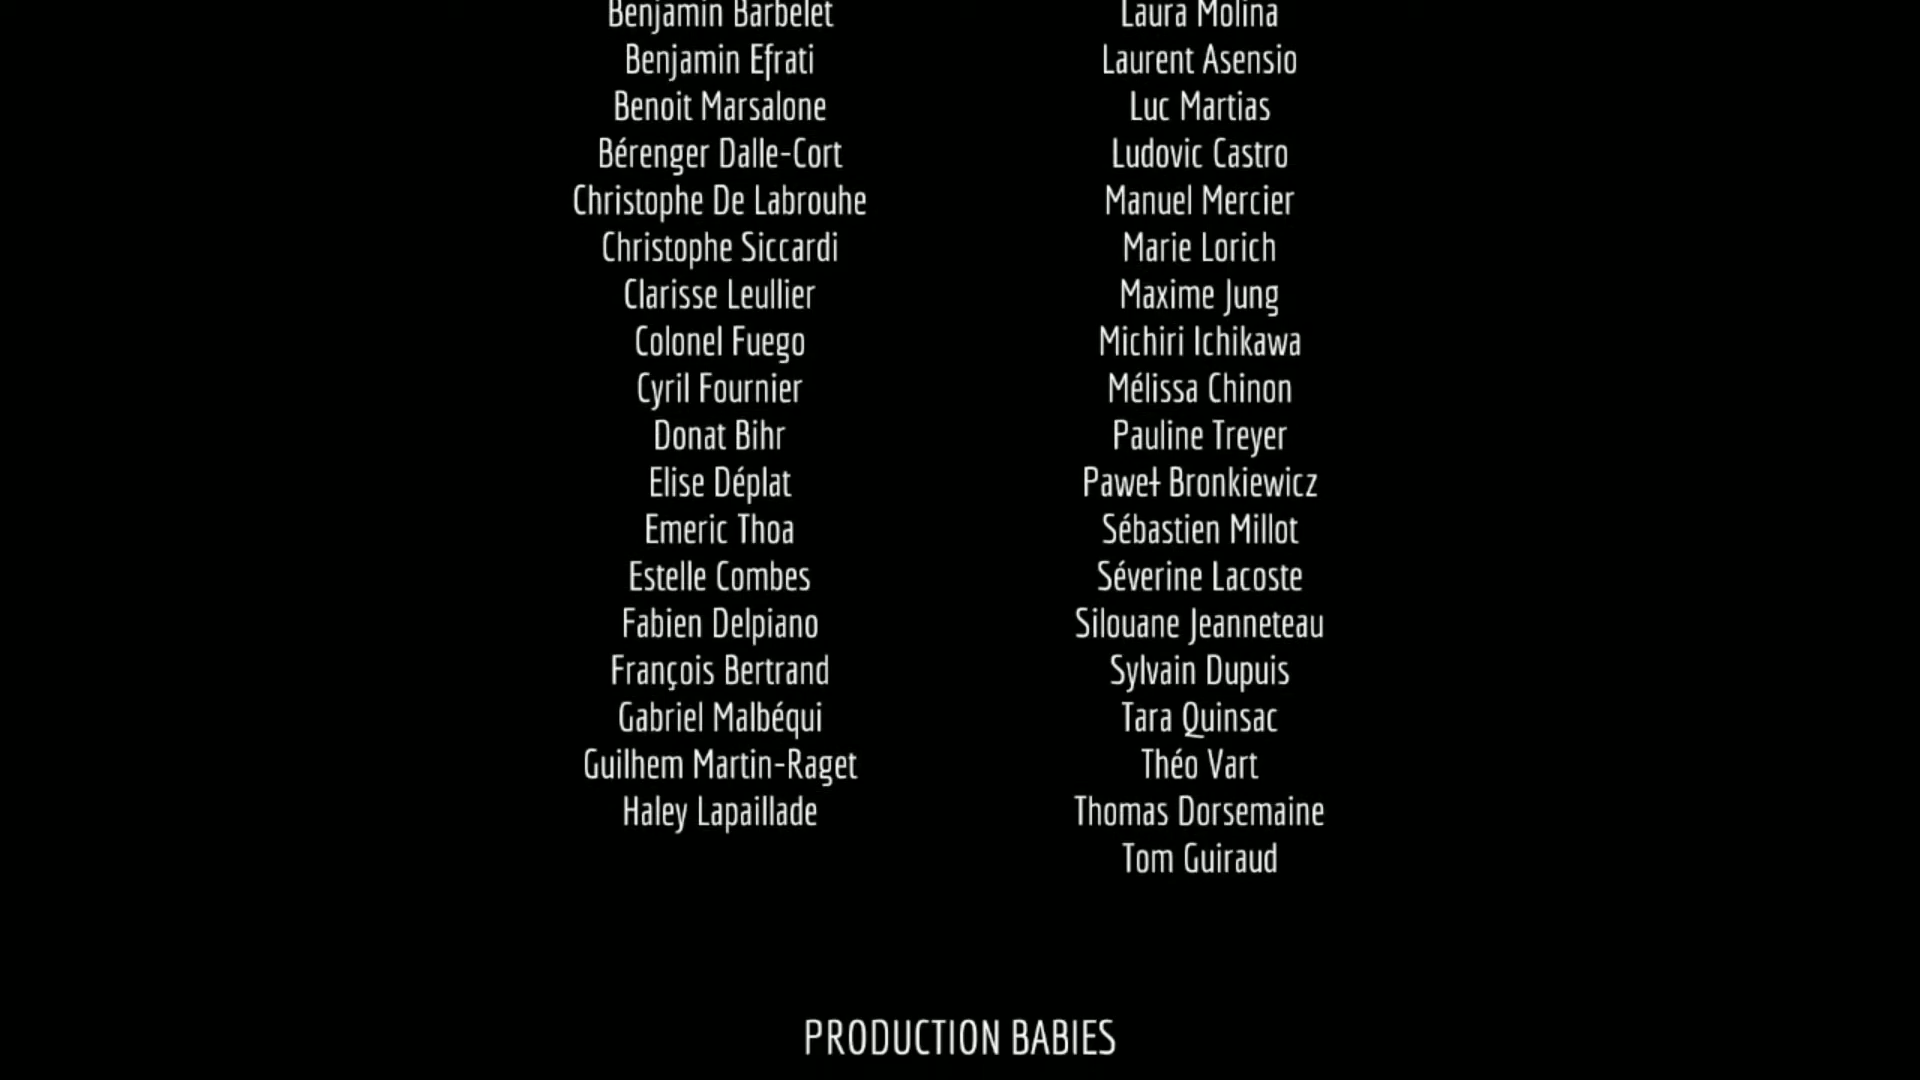 Benjamin Barbelet
Benjamin Efrati
Benoit Marsalone
Bérenger Dalle-Cort
Christophe De Labrouhe
Christophe Siccardi
Clarisse Leullier
Colonel Fuego
Cyril Fournier
Donat Bihr
Elise Déplat
Emeric Thoa
Estelle Combes
Fabien Delpiano
François Bertrand
Gabriel Malbéqui
Guilhem Martin-Raget
Haley Lapaillade
Laura Molina
Laurent Asensio
Luc Martias
Ludovic Castro
Manuel Mercier
Marie Lorich
Maxime Jung
Michiri Ichikawa
Mélissa Chinon
Pauline Treyer
Paweł Bronkiewicz
Sébastien Millot
Séverine Lacoste
Silouane Jeanneteau
Sylvain Dupuis
Tara Quinsac
Théo Vart
Thomas Dorsemaine
Tom Guiraud
PRODUCTION BABIES